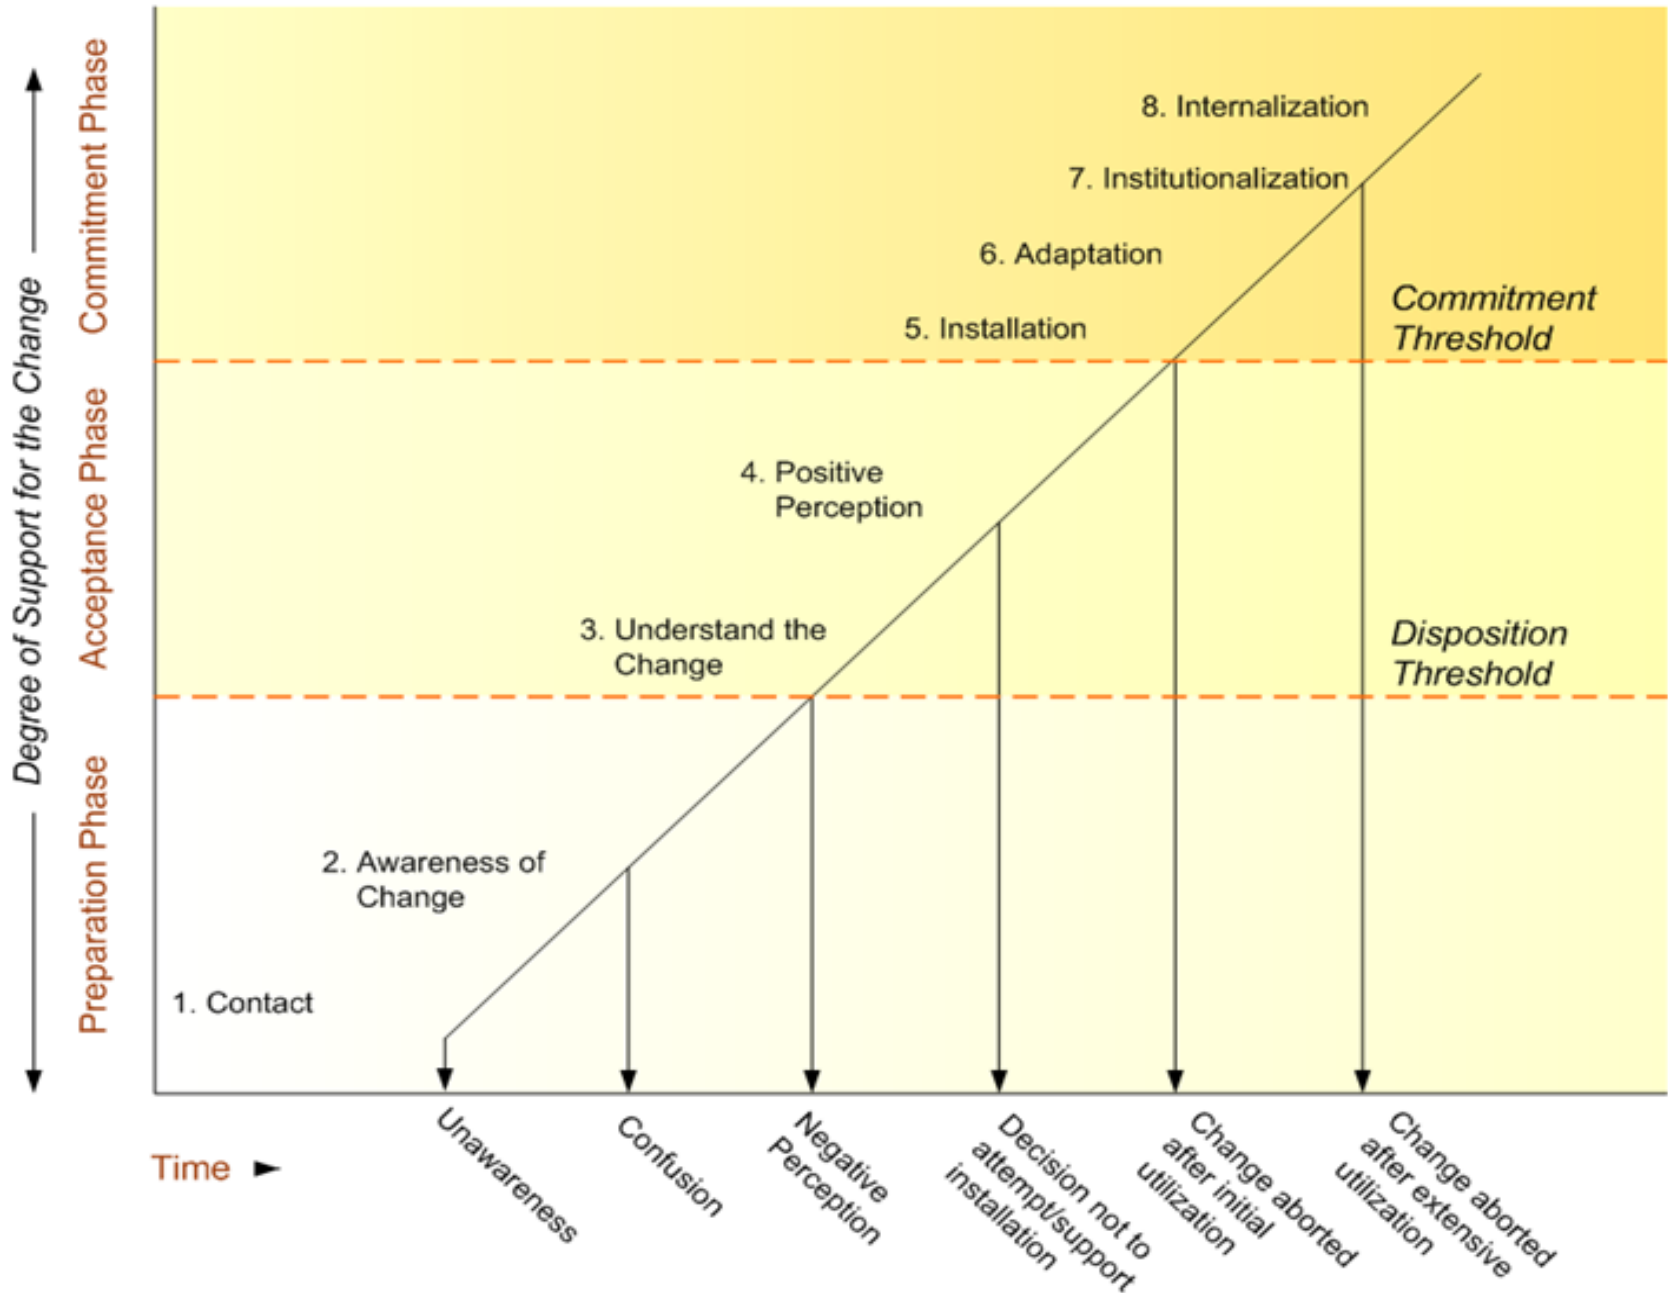 Degree of Support for the Change
Commitment Phase
Acceptance Phase
Preparation Phase
8. Internalization
7. Institutionalization
6. Adaptation
5. Installation
Commitment
Threshold
4. Positive
Perception
3. Understand the
Change
Disposition
Threshold
2. Awareness of
Change
1. Contact
Time
Unawareness
Confusion
Negative
Perception
Decision not to
attempt/support
installation
Change aborted
after initial
utilization
Change aborted
after extensive
utilization